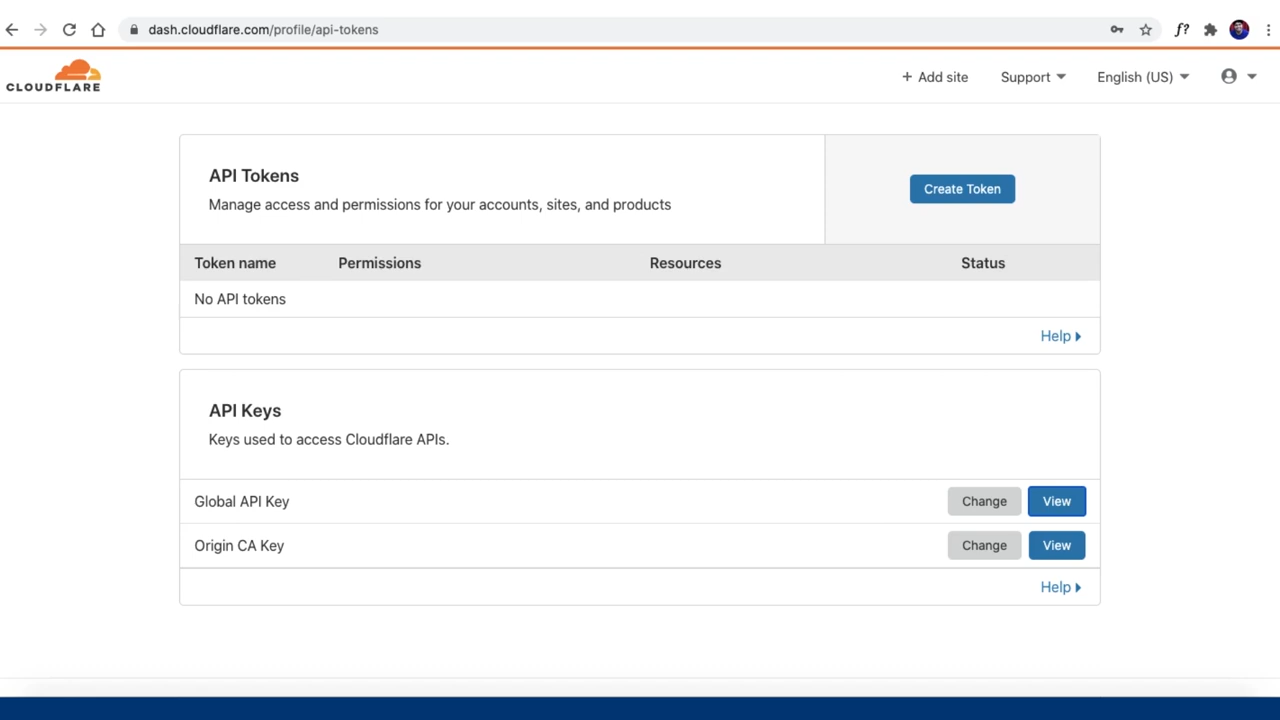 dash.cloudflare.com/profile/api-tokens
f?
CLOUDFLARE
+ Add site
Support
English (US)
API Tokens
Manage access and permissions for your accounts, sites, and products
Create Token
Token name Permissions Resources Status
No API tokens
Help
API Keys
Keys used to access Cloudflare APIs.
Global API Key Change View
Origin CA Key Change View
Help